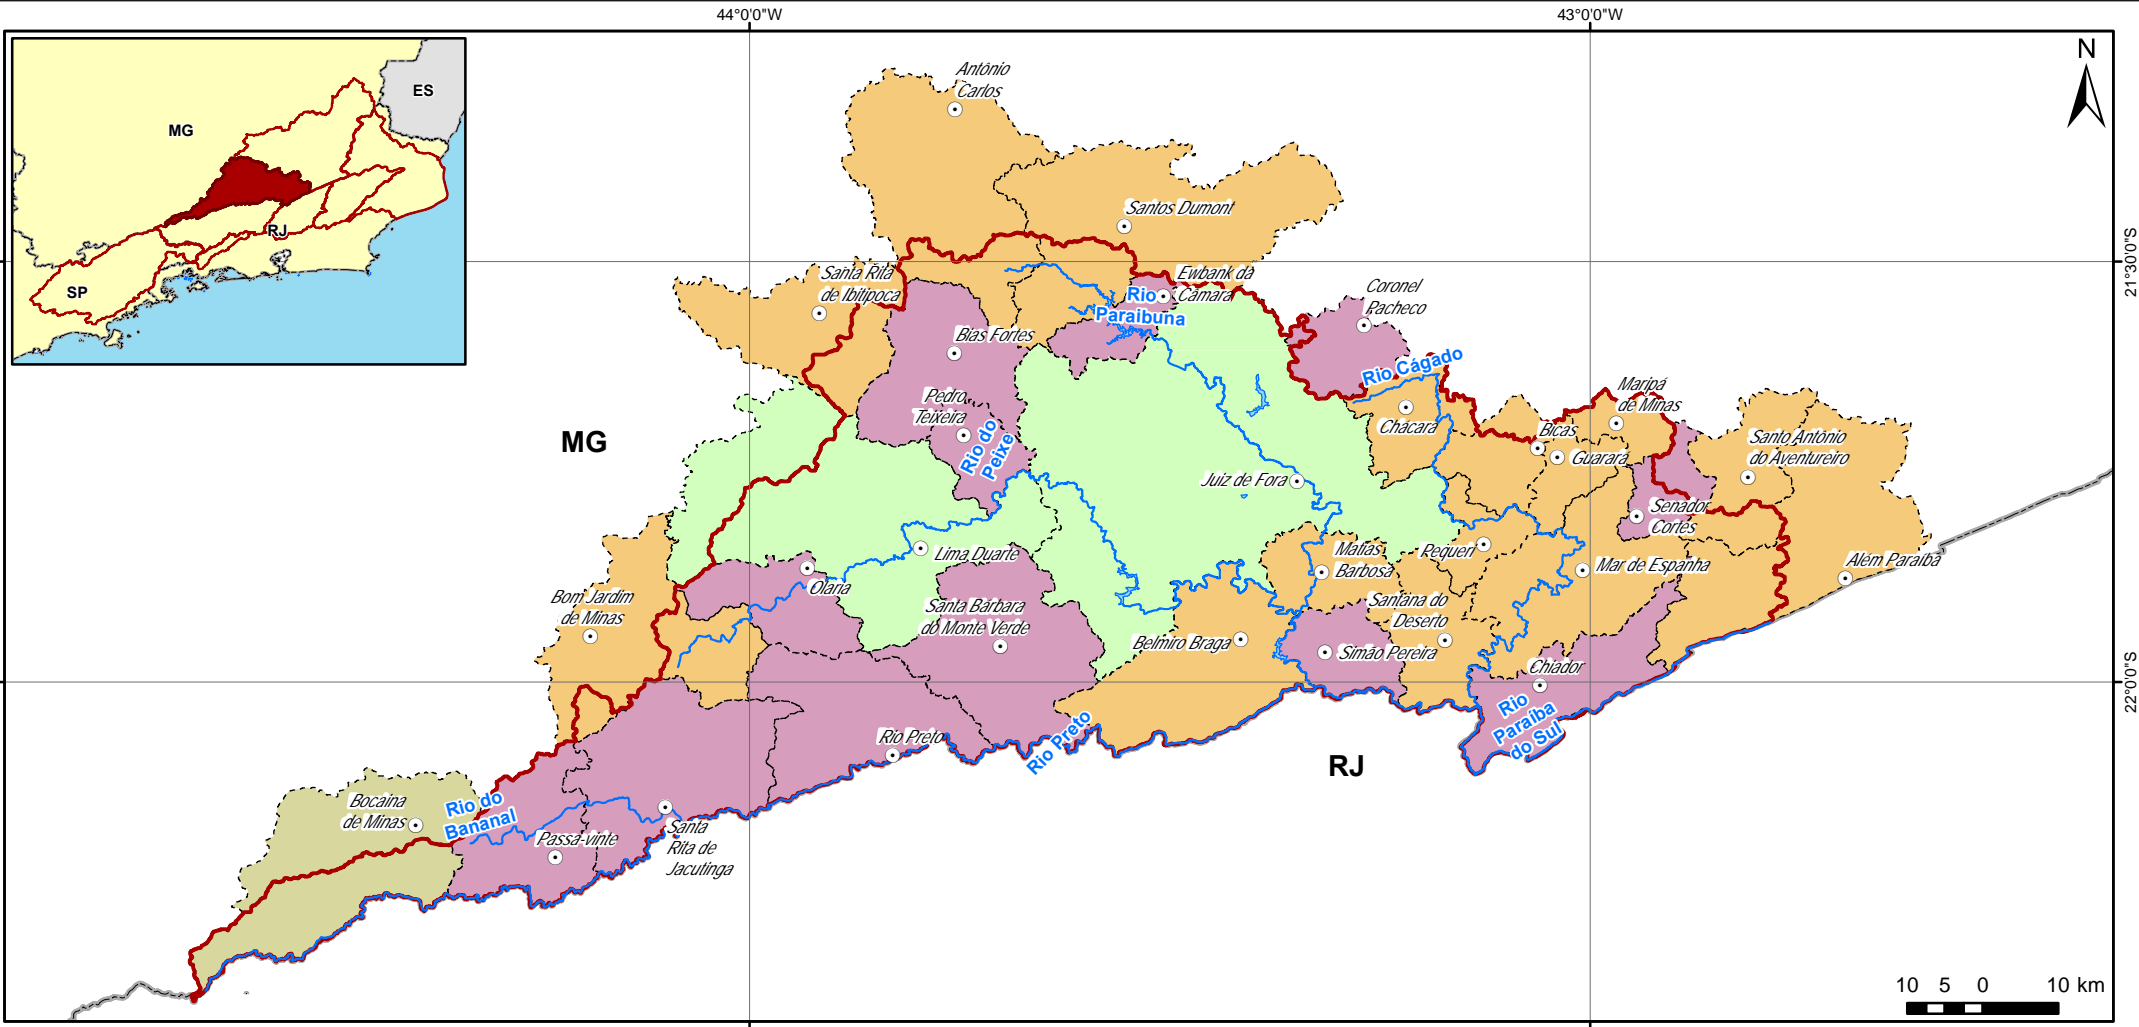 44°0'0"W
43°0'0"W
N
ES
MG
RJ
SP
Antônio
Carlos
Santos Dumont
21°30'0"S
Santa Rita
de Ibitipoca
Ewbank da
Câmara
Rio
Paraibuna
Coronel
Pacheco
Bias Fortes
Rio Cágado
Pedro
Teixeira
Rio do
Peixe
Chácara
Maripá
de Minas
Bicas
Guarará
Santo Antônio
do Aventureiro
MG
Juiz de Fora
Senador
Cortes
Lima Duarte
Matias
Barbosa
Pequeri
Mar de Espanha
Além Paraíba
Olaria
Bom Jardim
de Minas
Santa Bárbara
do Monte Verde
Santana do
Deserto
Belmiro Braga
Simão Pereira
Chiador
22°0'0"S
Rio
Paraíba
do Sul
Rio Preto
Rio Preto
RJ
Bocaina
de Minas
Rio do
Bananal
Passa-vinte
Santa
Rita de
Jacutinga
10 5 0 10 km